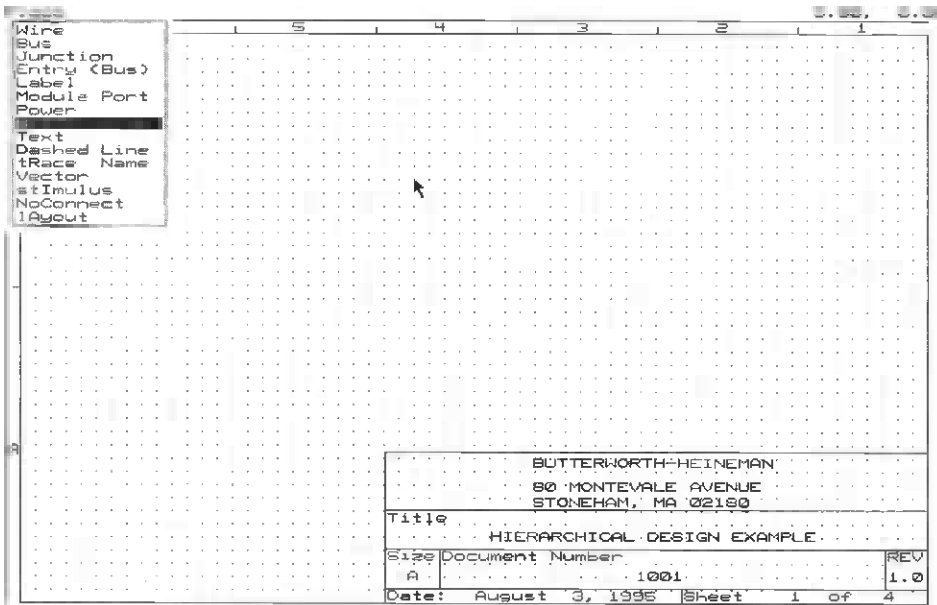 5 4 3 2 1
Wire
Bus
Junction
Entry (Bus)
Label
Module Port
Power
Text
Dashed Line
tRace Name
Vector
stImulus
NoConnect
lAyout
A
BUTTERWORTH-HEINEMAN
80 MONTEVALE AVENUE
STONEHAM, MA 02180
Title
HIERARCHICAL DESIGN EXAMPLE
Size Document Number REV
A 1001 1.0
Date: August 3, 1995 Sheet 1 of 4